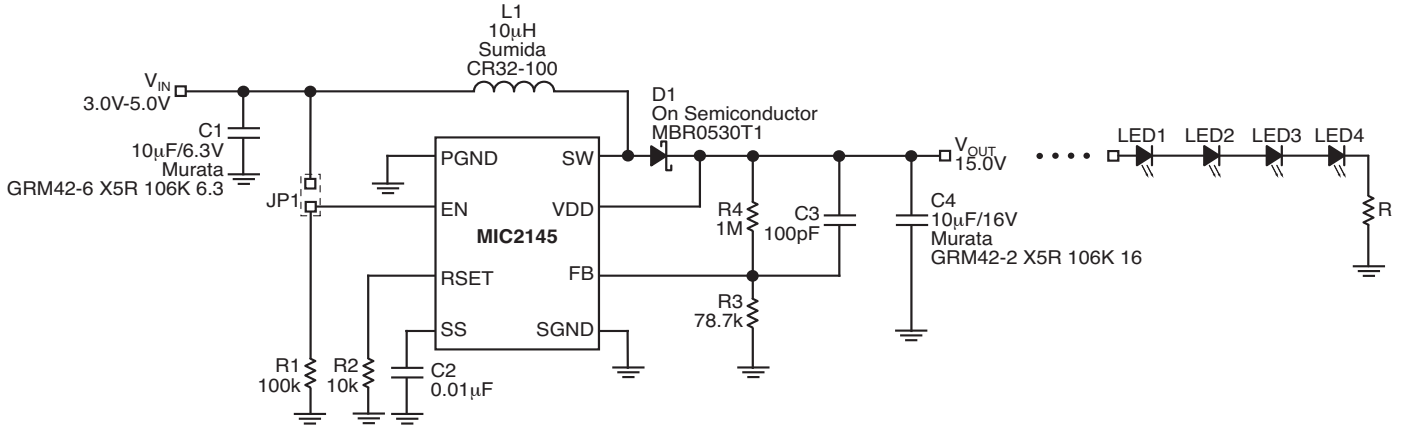 L1
10μH
Sumida
CR32-100
VIN
3.0V-5.0V
C1
10μF/6.3V
Murata
GRM42-6 X5R 106K 6.3
JP1
D1
On Semiconductor
MBR0530T1
PGND
SW
EN
VDD
MIC2145
RSET
FB
SS
SGND
R4
1M
C3
100pF
VOUT
15.0V
C4
10μF/16V
Murata
GRM42-2 X5R 106K 16
LED1 LED2 LED3 LED4
R
R3
78.7k
R1
100k
R2
10k
C2
0.01μF